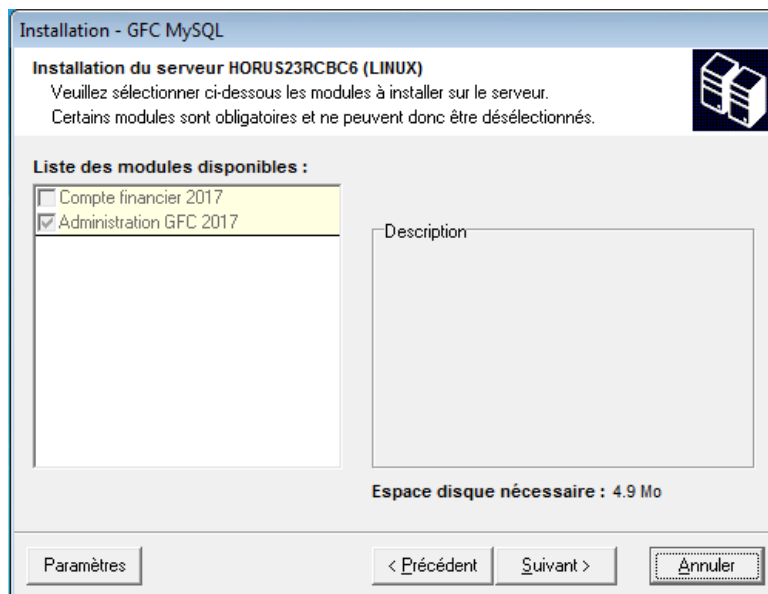 Installation - GFC MySQL
Installation du serveur HORUS23RCBC6 (LINUX)
Veuillez sélectionner ci-dessous les modules à installer sur le serveur.
Certains modules sont obligatoires et ne peuvent donc être désélectionnés.
Liste des modules disponibles :
Compte financier 2017
Administration GFC 2017
Description
Espace disque nécessaire : 4.9 Mo
Paramètres
< Précédent
Suivant >
Annuler